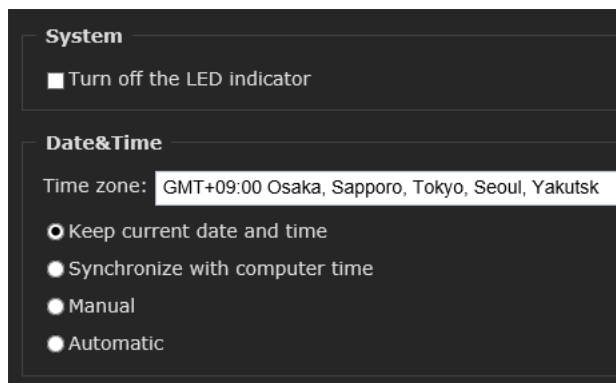 System
Turn off the LED indicator
Date&Time
Time zone: GMT+09:00 Osaka, Sapporo, Tokyo, Seoul, Yakutsk
Keep current date and time
Synchronize with computer time
Manual
Automatic